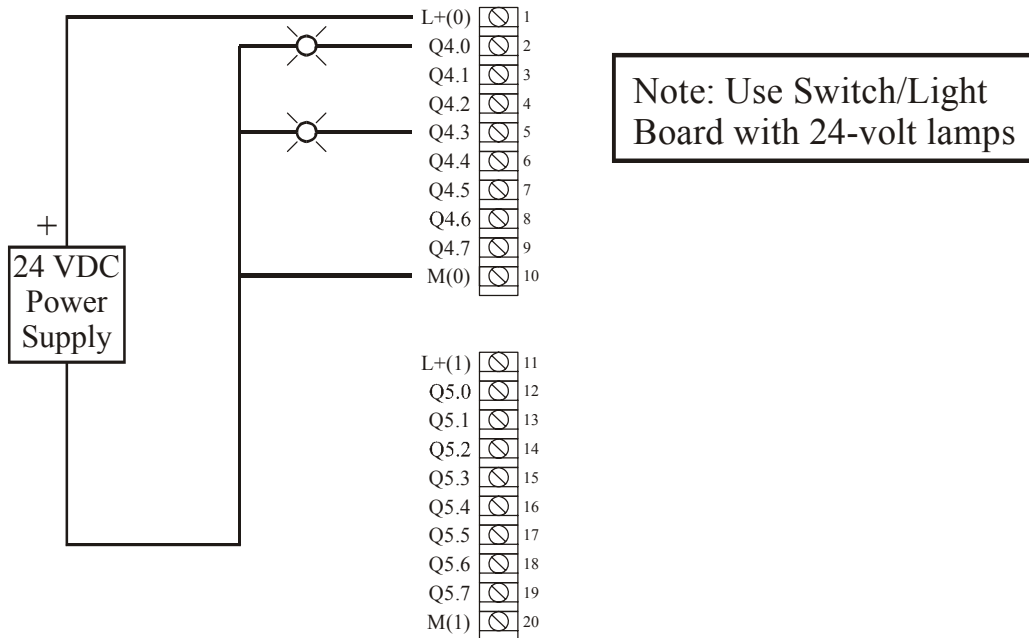 L+(0) 1
Q4.0 2
Q4.1 3
Q4.2 4
Q4.3 5
Q4.4 6
Q4.5 7
Q4.6 8
Q4.7 9
M(0) 10
Note: Use Switch/Light
Board with 24-volt lamps
+
24 VDC
Power
Supply
L+(1) 11
Q5.0 12
Q5.1 13
Q5.2 14
Q5.3 15
Q5.4 16
Q5.5 17
Q5.6 18
Q5.7 19
M(1) 20